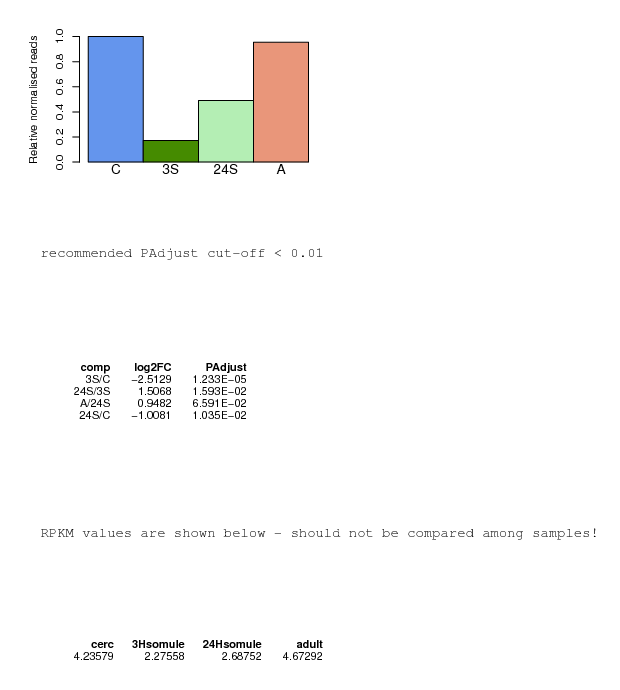 Relative normalised reads
1.0
0.8
0.6
0.4
0.2
0.0
C 3S 24S A
recommended PAdjust cut-off < 0.01
comp log2FC PAdjust
3S/C −2.5129 1.233E−05
24S/3S 1.5068 1.593E−02
A/24S 0.9482 6.591E−02
24S/C −1.0081 1.035E−02
RPKM values are shown below - should not be compared among samples!
cerc 3Hsomule 24Hsomule adult
4.23579 2.27558 2.68752 4.67292